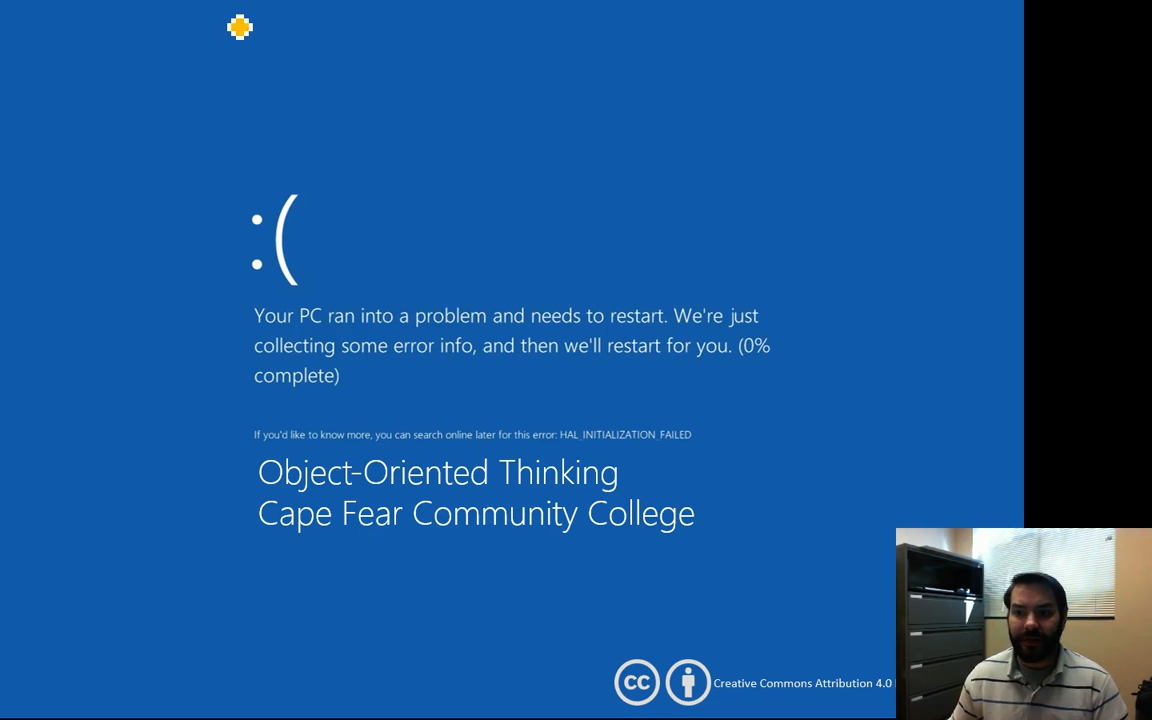 :(
Your PC ran into a problem and needs to restart. We're just
collecting some error info, and then we'll restart for you. (0%
complete)
If you'd like to know more, you can search online later for this error: HAL_INITIALIZATION_FAILED
Object-Oriented Thinking
Cape Fear Community College
cc Creative Commons Attribution 4.0